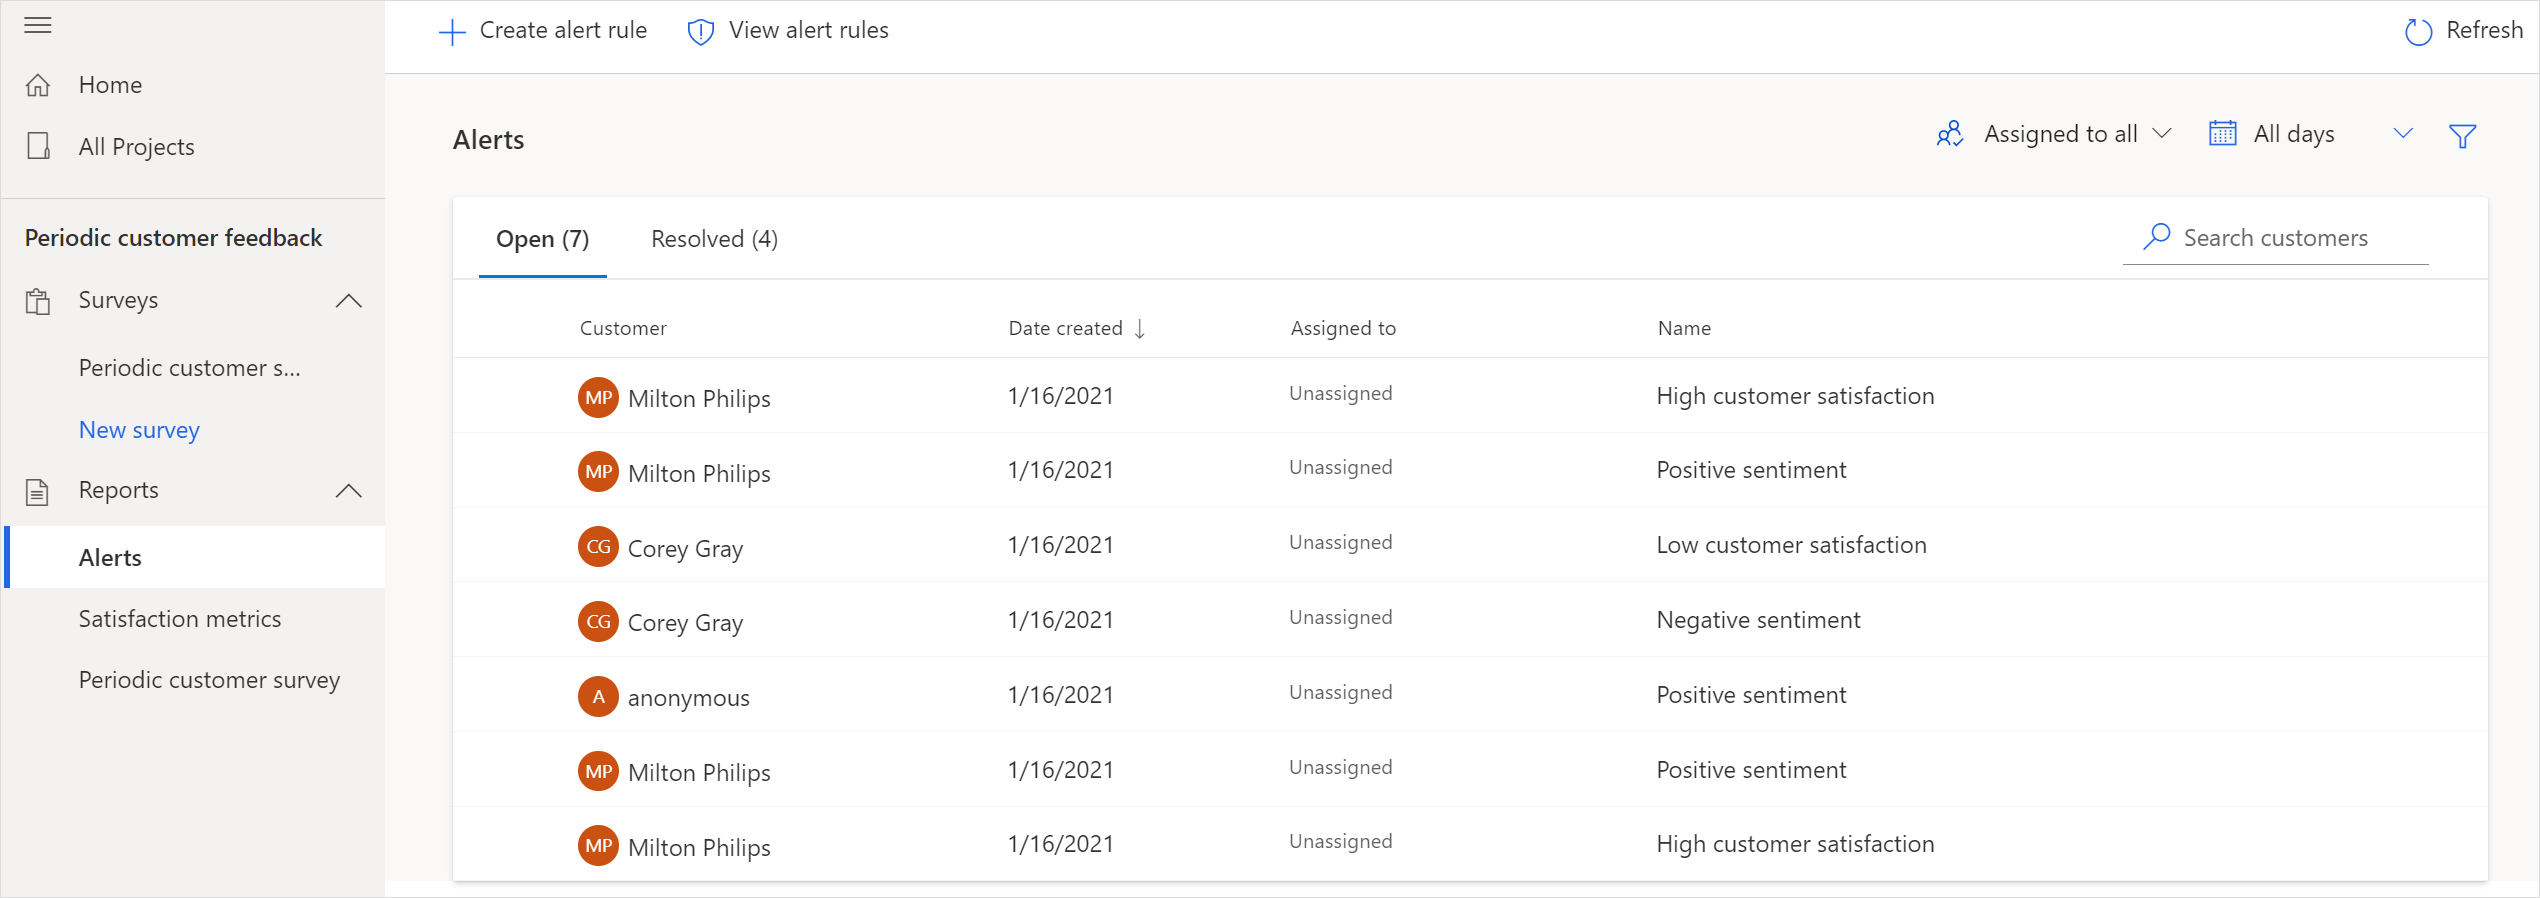 Create alert rule
View alert rules
Refresh
Home
All Projects
Periodic customer feedback
Surveys
Periodic customer s...
New survey
Reports
Alerts
Satisfaction metrics
Periodic customer survey
Alerts
Assigned to all
All days
Open (7)
Resolved (4)
Search customers
Customer Date created Assigned to Name
MP Milton Philips 1/16/2021 Unassigned High customer satisfaction
MP Milton Philips 1/16/2021 Unassigned Positive sentiment
CG Corey Gray 1/16/2021 Unassigned Low customer satisfaction
CG Corey Gray 1/16/2021 Unassigned Negative sentiment
A anonymous 1/16/2021 Unassigned Positive sentiment
MP Milton Philips 1/16/2021 Unassigned Positive sentiment
MP Milton Philips 1/16/2021 Unassigned High customer satisfaction